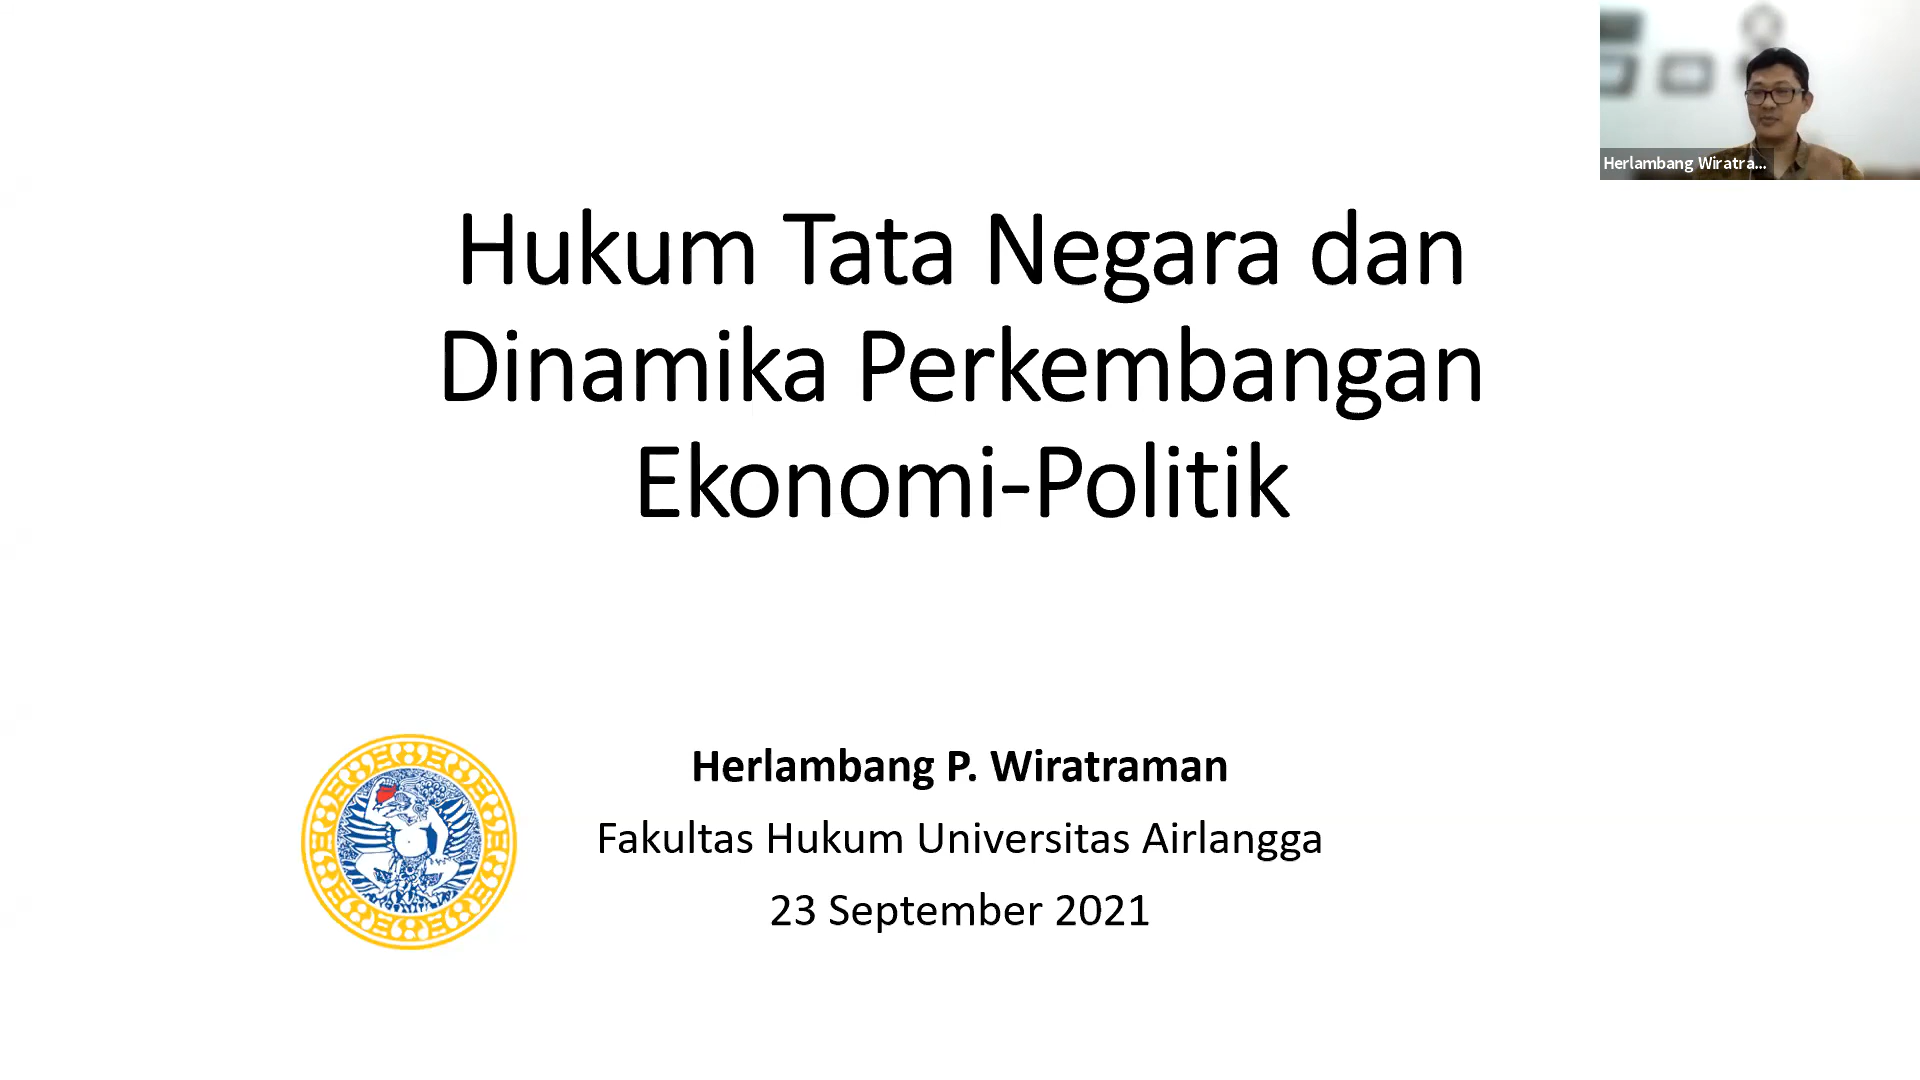 Herlambang Wiratra...
Hukum Tata Negara dan
Dinamika Perkembangan
Ekonomi-Politik
Herlambang P. Wiratraman
Fakultas Hukum Universitas Airlangga
23 September 2021